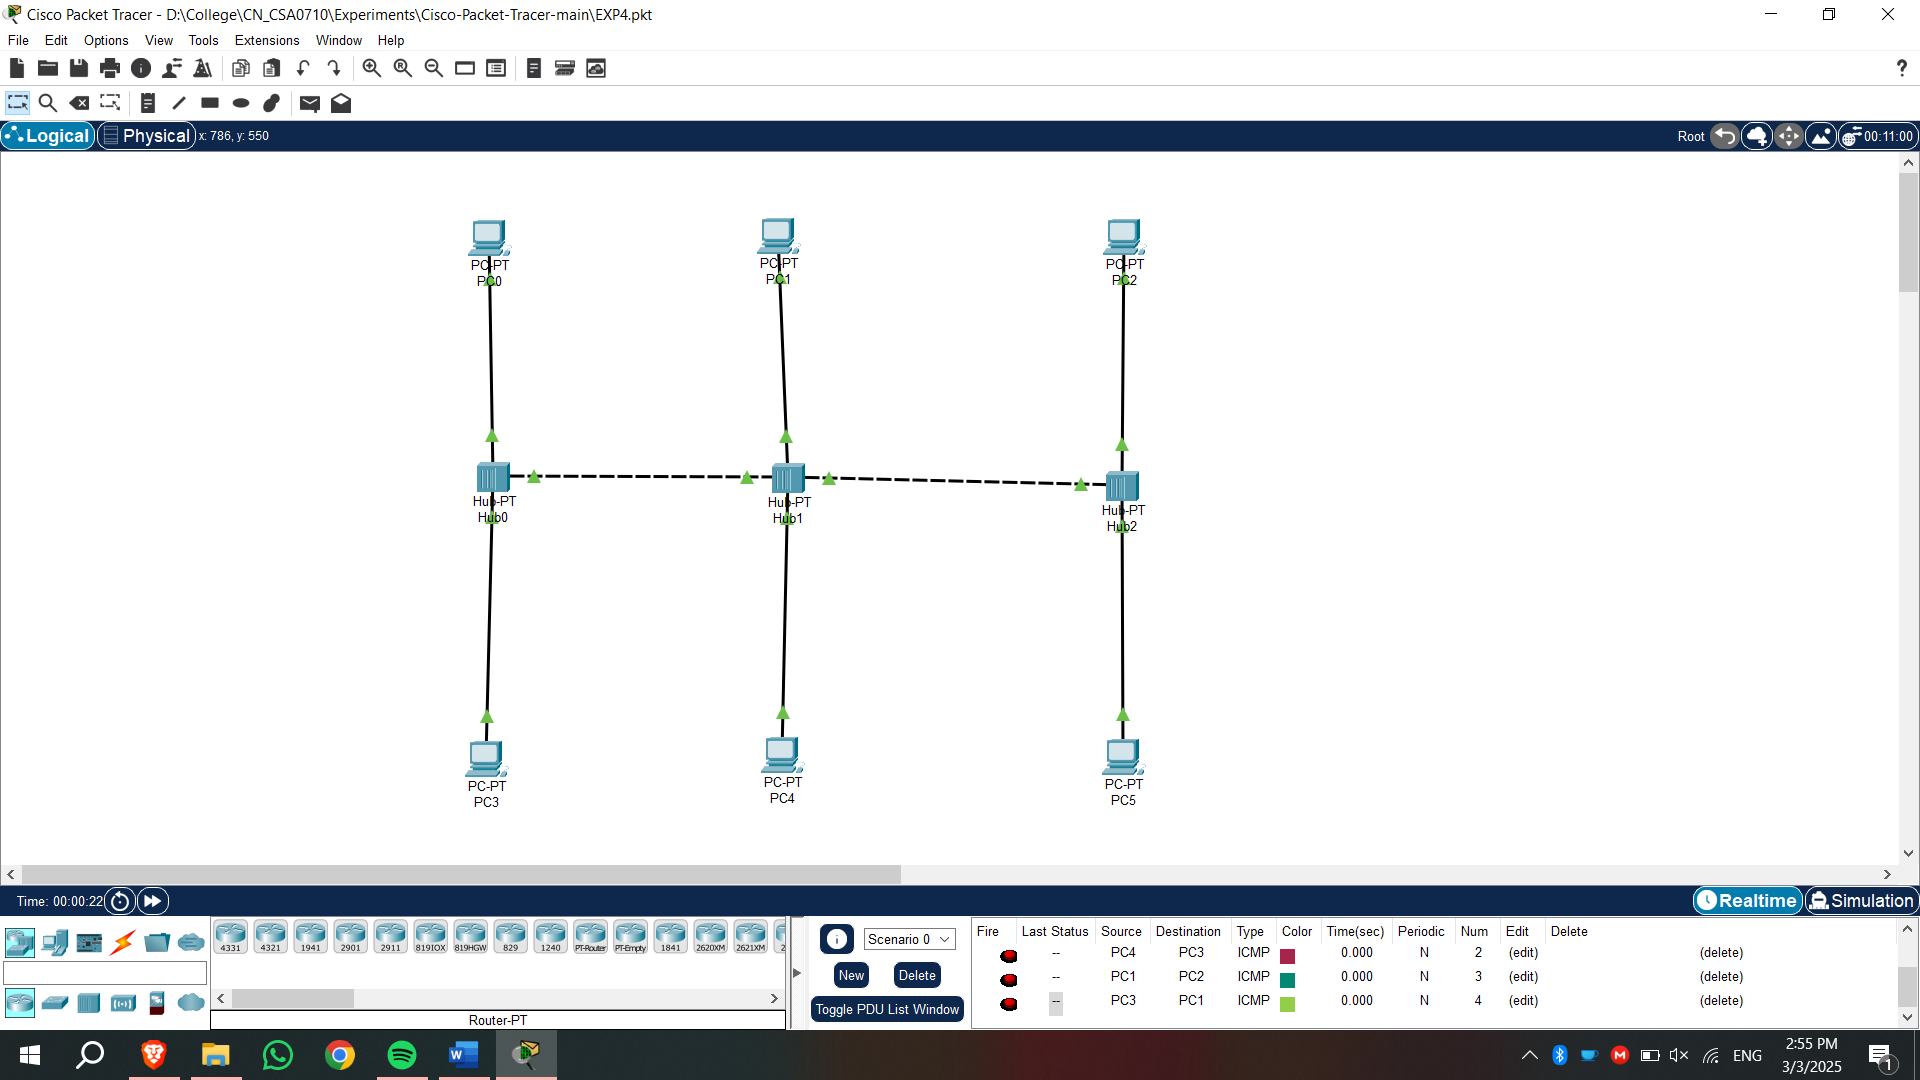 Cisco Packet Tracer - D:\College\CN_CSA0710\Experiments\Cisco-Packet-Tracer-main\EXP4.pkt
File Edit Options View Tools Extensions Window Help
Logical Physical x: 786, y: 550 Root 00:11:00
PC-PT
PC0
PC-PT
PC1
PC-PT
PC2
Hub-PT
Hub0
Hub-PT
Hub1
Hub-PT
Hub2
PC-PT
PC3
PC-PT
PC4
PC-PT
PC5
Time: 00:00:22 Realtime Simulation
4331 4321 1941 2901 2911 819IOX 819HGW 829 1240 PT-Router PT-Empty 1841 2620XM 2621XM 2
Router-PT
Scenario 0
New Delete
Toggle PDU List Window
Fire Last Status Source Destination Type Color Time(sec) Periodic Num Edit Delete
-- PC4 PC3 ICMP 0.000 N 2 (edit) (delete)
-- PC1 PC2 ICMP 0.000 N 3 (edit) (delete)
-- PC3 PC1 ICMP 0.000 N 4 (edit) (delete)
ENG
2:55 PM
3/3/2025
1